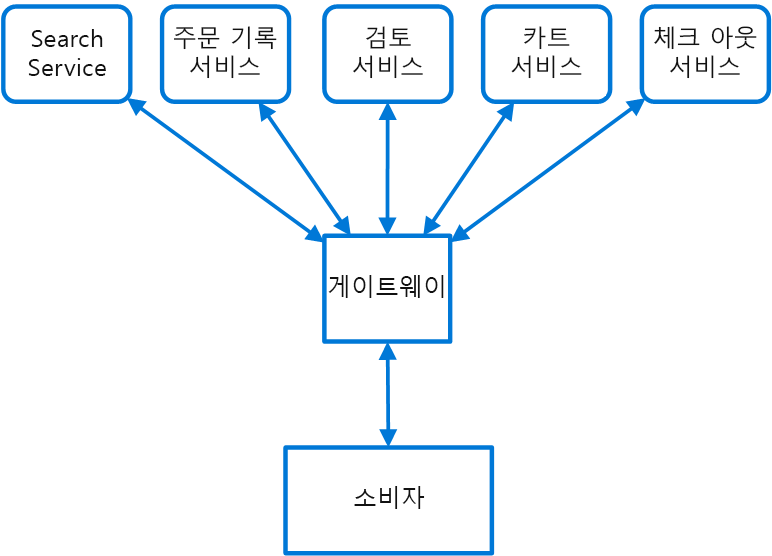 Search
Service
주문 기록
서비스
검토
서비스
카트
서비스
체크 아웃
서비스
게이트웨이
소비자